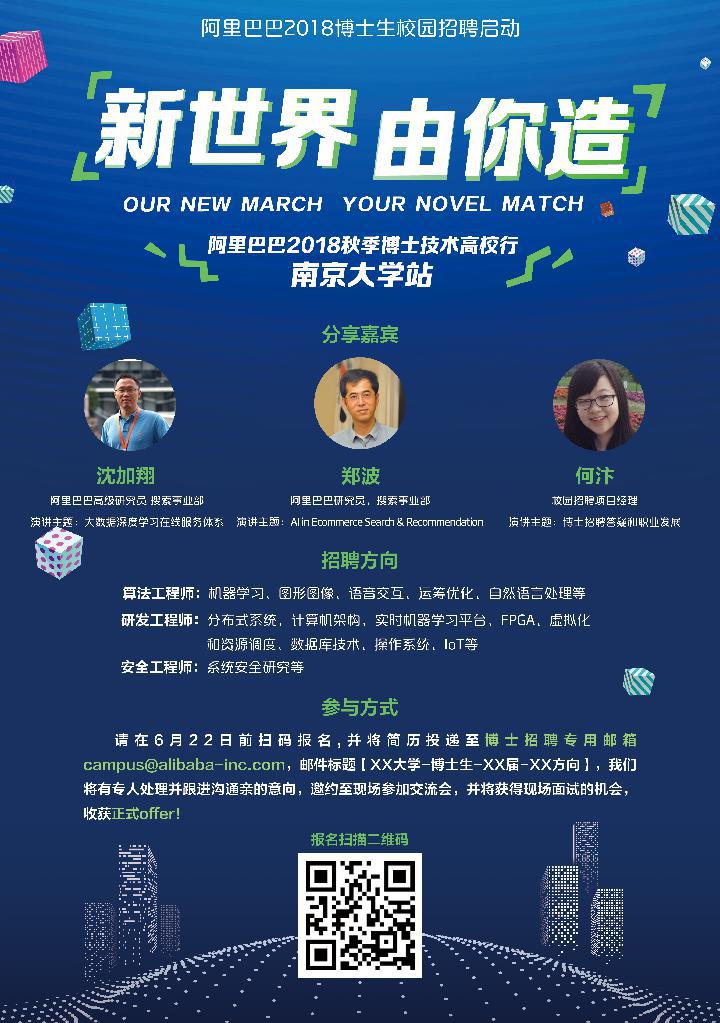 阿里巴巴2018博士生校园招聘启动
新世界 由你造
OUR NEW MARCH YOUR NOVEL MATCH
阿里巴巴2018秋季博士技术高校行
南京大学站
分享嘉宾
沈加翔 郑波 何汴
阿里巴巴高级研究员 搜索事业部 阿里巴巴研究员，搜索事业部 校园招聘项目经理
演讲主题：大数据深度学习在线服务体系 演讲主题：AI in Ecommerce Search & Recommendation 演讲主题：博士招聘答疑和职业发展
招聘方向
算法工程师：机器学习、图形图像、语音交互、运筹优化、自然语言处理等
研发工程师：分布式系统，计算机架构，实时机器学习平台、FPGA、虚拟化
和资源调度、数据库技术、操作系统、IoT等
安全工程师：系统安全研究等
参与方式
请在6月22日前扫码报名,并将简历投递至博士招聘专用邮箱
campus@alibaba-inc.com，邮件标题【XX大学-博士生-XX届-XX方向】，我们
将有专人处理并跟进沟通亲的意向，邀约至现场参加交流会，并将获得现场面试的机会，
收获正式offer!
报名扫描二维码